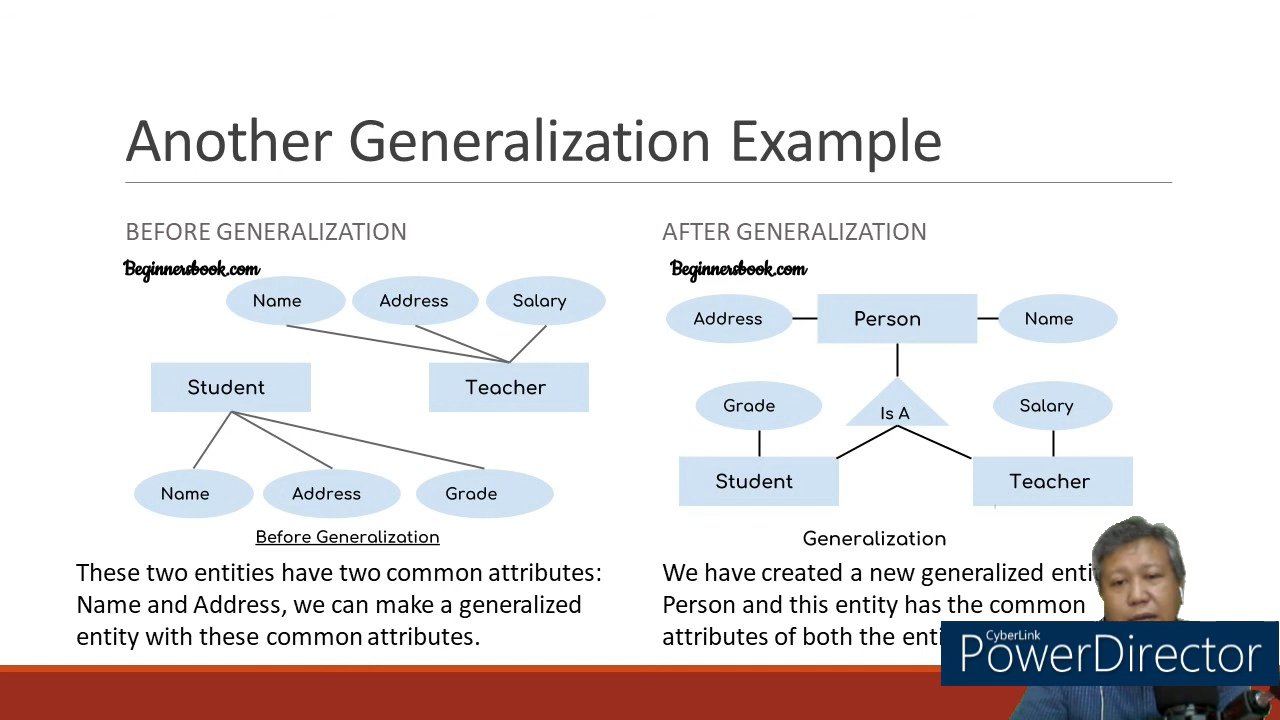 Another Generalization Example
BEFORE GENERALIZATION
Beginnersbook.com
Name Address Salary
Student Teacher
Name Address Grade
Before Generalization
These two entities have two common attributes:
Name and Address, we can make a generalized
entity with these common attributes.
AFTER GENERALIZATION
Beginnersbook.com
Address Person Name
Grade Is A Salary
Student Teacher
Generalization
We have created a new generalized
Person and this entity has the common
attributes of both the
CyberLink
PowerDirector